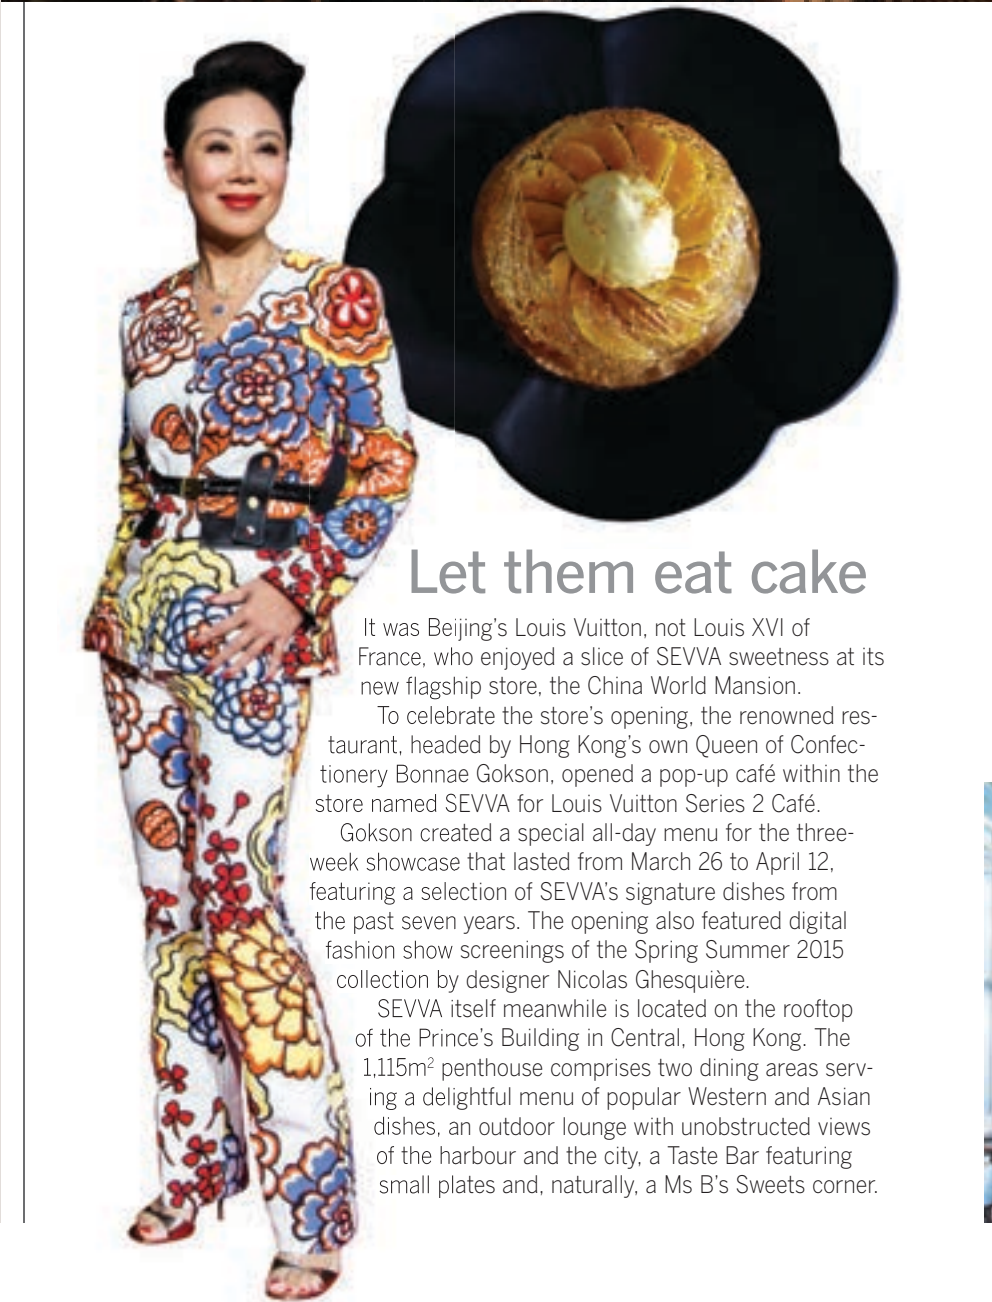 Let them eat cake
It was Beijing's Louis Vuitton, not Louis XVI of
France, who enjoyed a slice of SEVVA sweetness at its
new flagship store, the China World Mansion.
To celebrate the store's opening, the renowned res-
taurant, headed by Hong Kong's own Queen of Confec-
tionery Bonnae Gokson, opened a pop-up café within the
store named SEVVA for Louis Vuitton Series 2 Café.
Gokson created a special all-day menu for the three-
week showcase that lasted from March 26 to April 12,
featuring a selection of SEVVA's signature dishes from
the past seven years. The opening also featured digital
fashion show screenings of the Spring Summer 2015
collection by designer Nicolas Ghesquière.
SEVVA itself meanwhile is located on the rooftop
of the Prince's Building in Central, Hong Kong. The
1,115m² penthouse comprises two dining areas serv-
ing a delightful menu of popular Western and Asian
dishes, an outdoor lounge with unobstructed views
of the harbour and the city, a Taste Bar featuring
small plates and, naturally, a Ms B's Sweets corner.